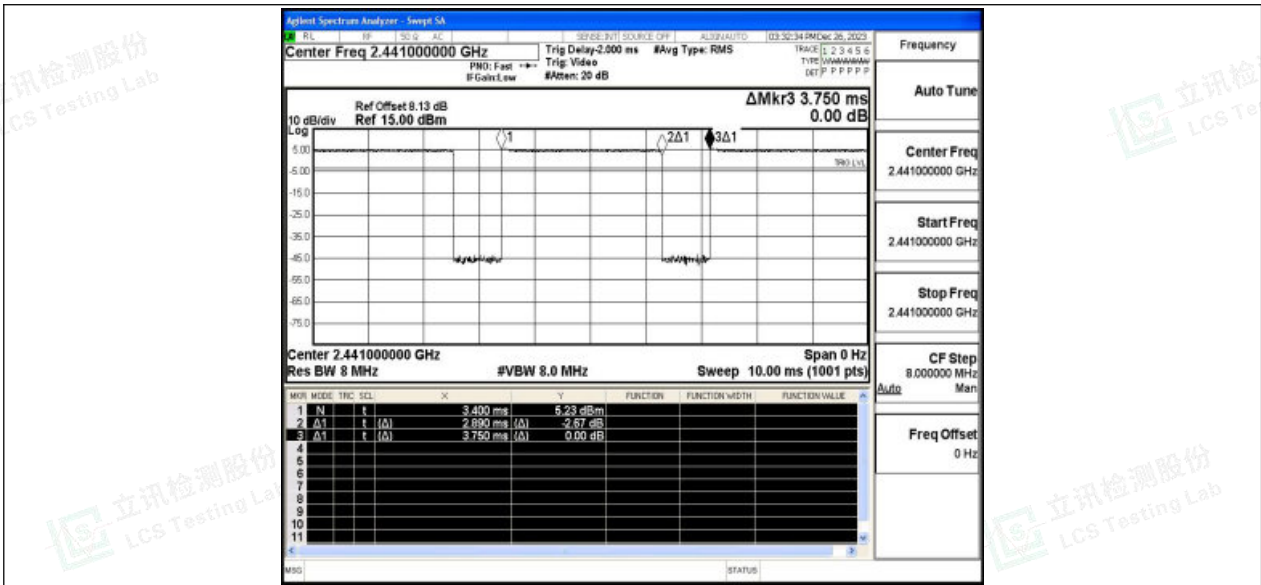 Agilent Spectrum Analyzer - Swept SA
RL RF 50 Ω AC SENSE:INT SOURCE OFF ALIGNAUTO 03:32:34 PM Dec 26, 2023
Center Freq 2.441000000 GHz
PNO: Fast
IFGain:Low
Trig Delay-2.000 ms
Trig: Video
#Atten: 20 dB
#Avg Type: RMS
TRACE 1 2 3 4 5 6
TYPE
DET P P P P P P
Ref Offset 8.13 dB
10 dB/div Ref 15.00 dBm
ΔMkr3 3.750 ms
0.00 dB
Log
1
2Δ1
3Δ1
TRIG LVL
5.00
-5.00
-15.0
-25.0
-35.0
-45.0
-55.0
-65.0
-75.0
Center 2.441000000 GHz Span 0 Hz
Res BW 8 MHz #VBW 8.0 MHz Sweep 10.00 ms (1001 pts)
MKR MODE TRC SCL X Y FUNCTION FUNCTION WIDTH FUNCTION VALUE
1 N t 3.400 ms 5.23 dBm
2 Δ1 t (Δ) 2.890 ms (Δ) -2.67 dB
3 Δ1 t (Δ) 3.750 ms (Δ) 0.00 dB
4
5
6
7
8
9
10
11
MSG STATUS
Frequency
Auto Tune
Center Freq
2.441000000 GHz
Start Freq
2.441000000 GHz
Stop Freq
2.441000000 GHz
CF Step
8.000000 MHz
Auto Man
Freq Offset
0 Hz
讯检测股份
LCS Testing Lab
立讯检
LCS Te
立讯检测股份
LCS Testing Lab
立讯检测股份
LCS Testing Lab